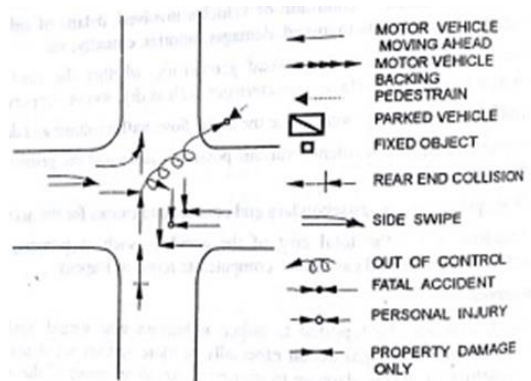 MOTOR VEHICLE
MOVING AHEAD
MOTOR VEHICLE
BACKING
PEDESTRAIN
PARKED VEHICLE
FIXED OBJECT
REAR END COLLISION
SIDE SWIPE
OUT OF CONTROL
FATAL ACCIDENT
PERSONAL INJURY
PROPERTY DAMAGE
ONLY